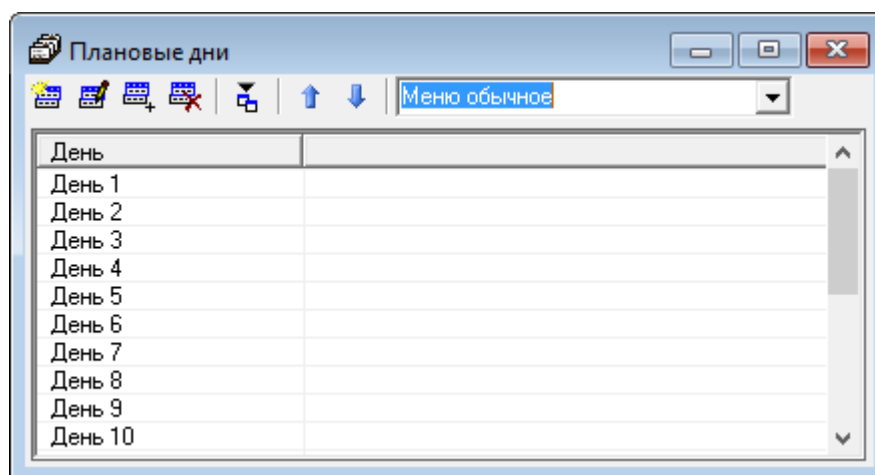 Плановые дни
Меню обычное
День
День 1
День 2
День 3
День 4
День 5
День 6
День 7
День 8
День 9
День 10